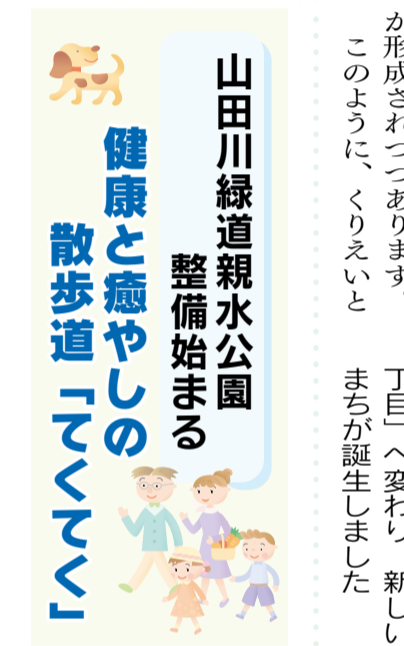 が形成されつつあります。
このように、くりえいと
丁目」へ変わり、新しい
まちが誕生しました
山田川緑道親水公園
整備始まる
健康と癒やしの
散歩道「てくてく」